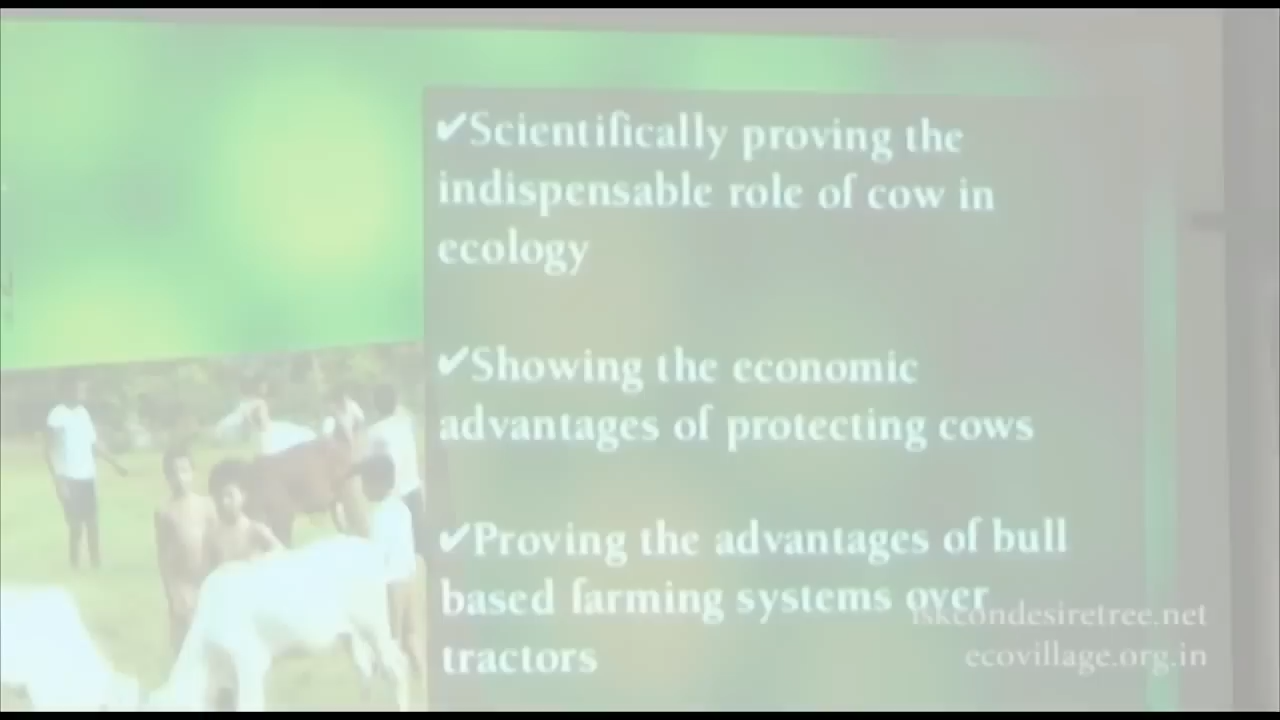 ✔Scientifically proving the
indispensable role of cow in
ecology
✔Showing the economic
advantages of protecting cows
✔Proving the advantages of bull
based farming systems over
tractors
iskcondesiretree.net
ecovillage.org.in